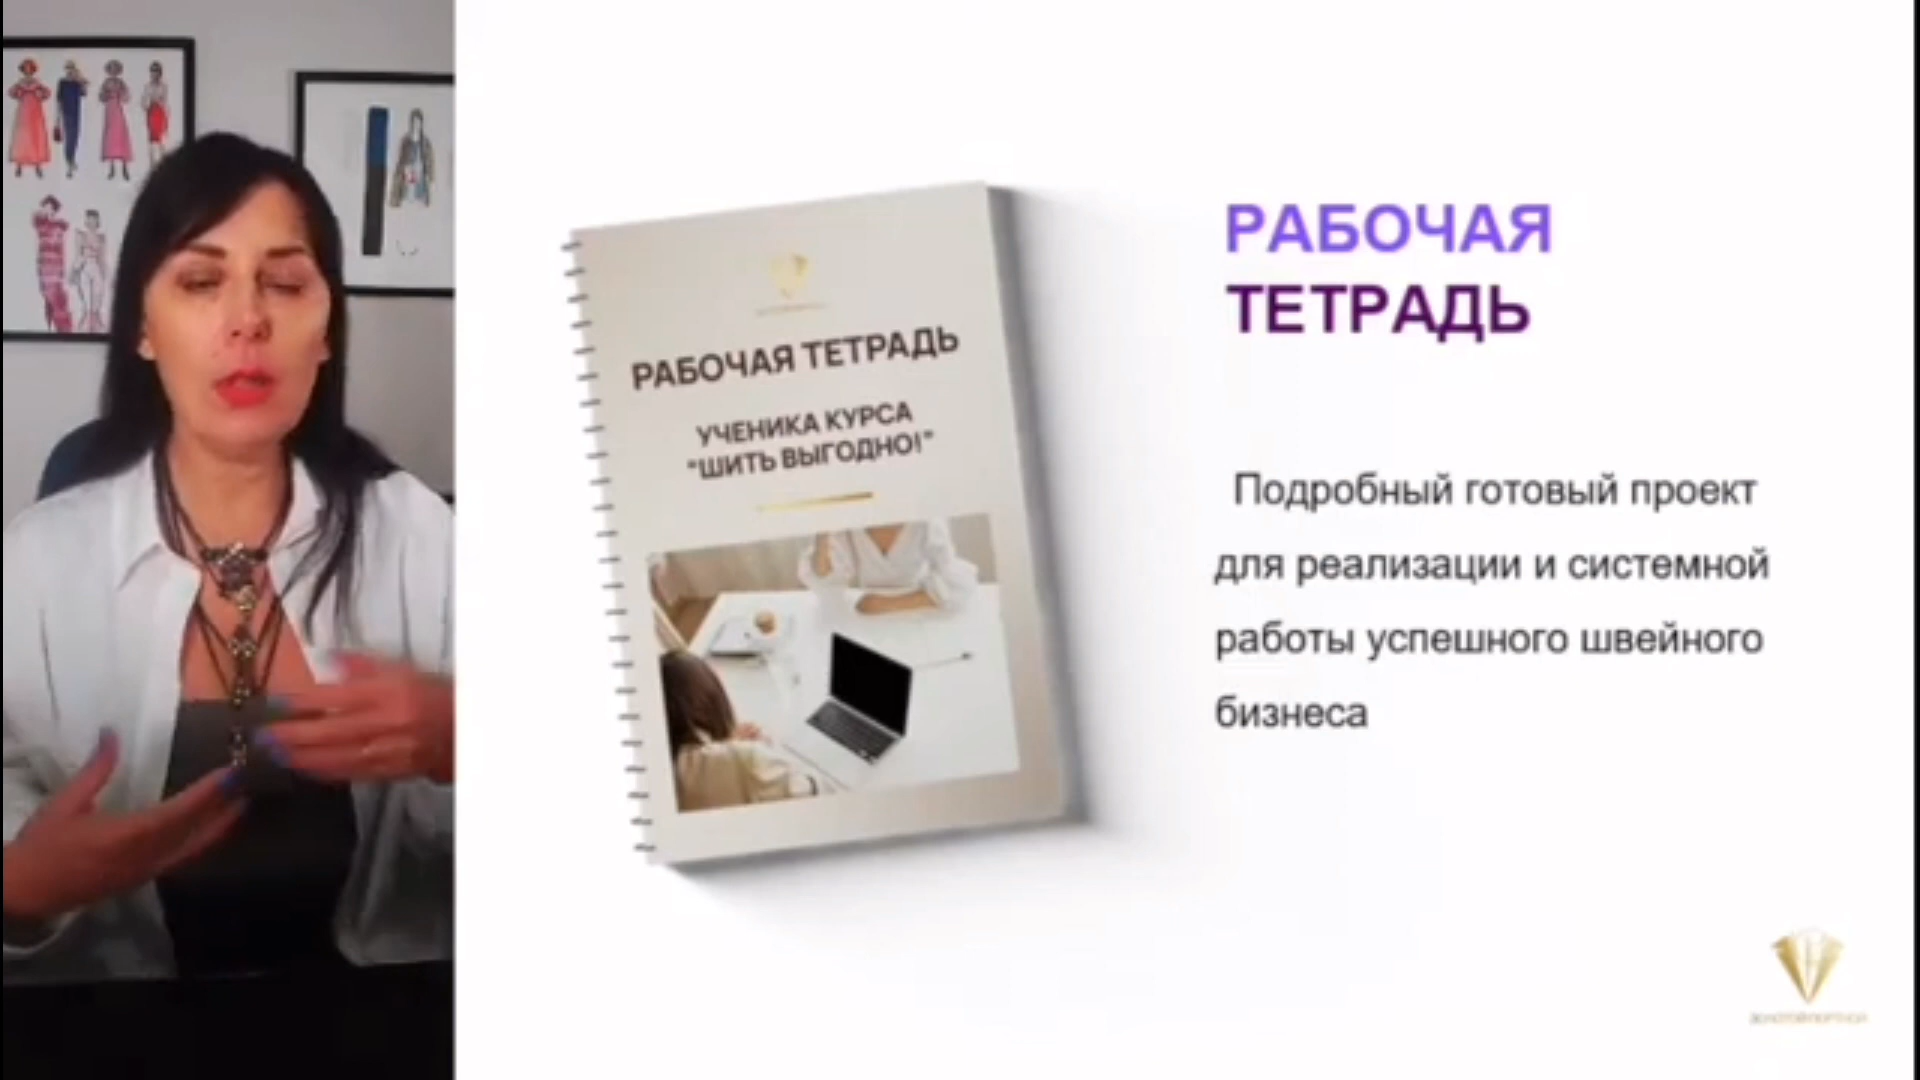 РАБОЧАЯ ТЕТРАДЬ
УЧЕНИКА КУРСА
"ШИТЬ ВЫГОДНО!"
РАБОЧАЯ
ТЕТРАДЬ
Подробный готовый проект
для реализации и системной
работы успешного швейного
бизнеса